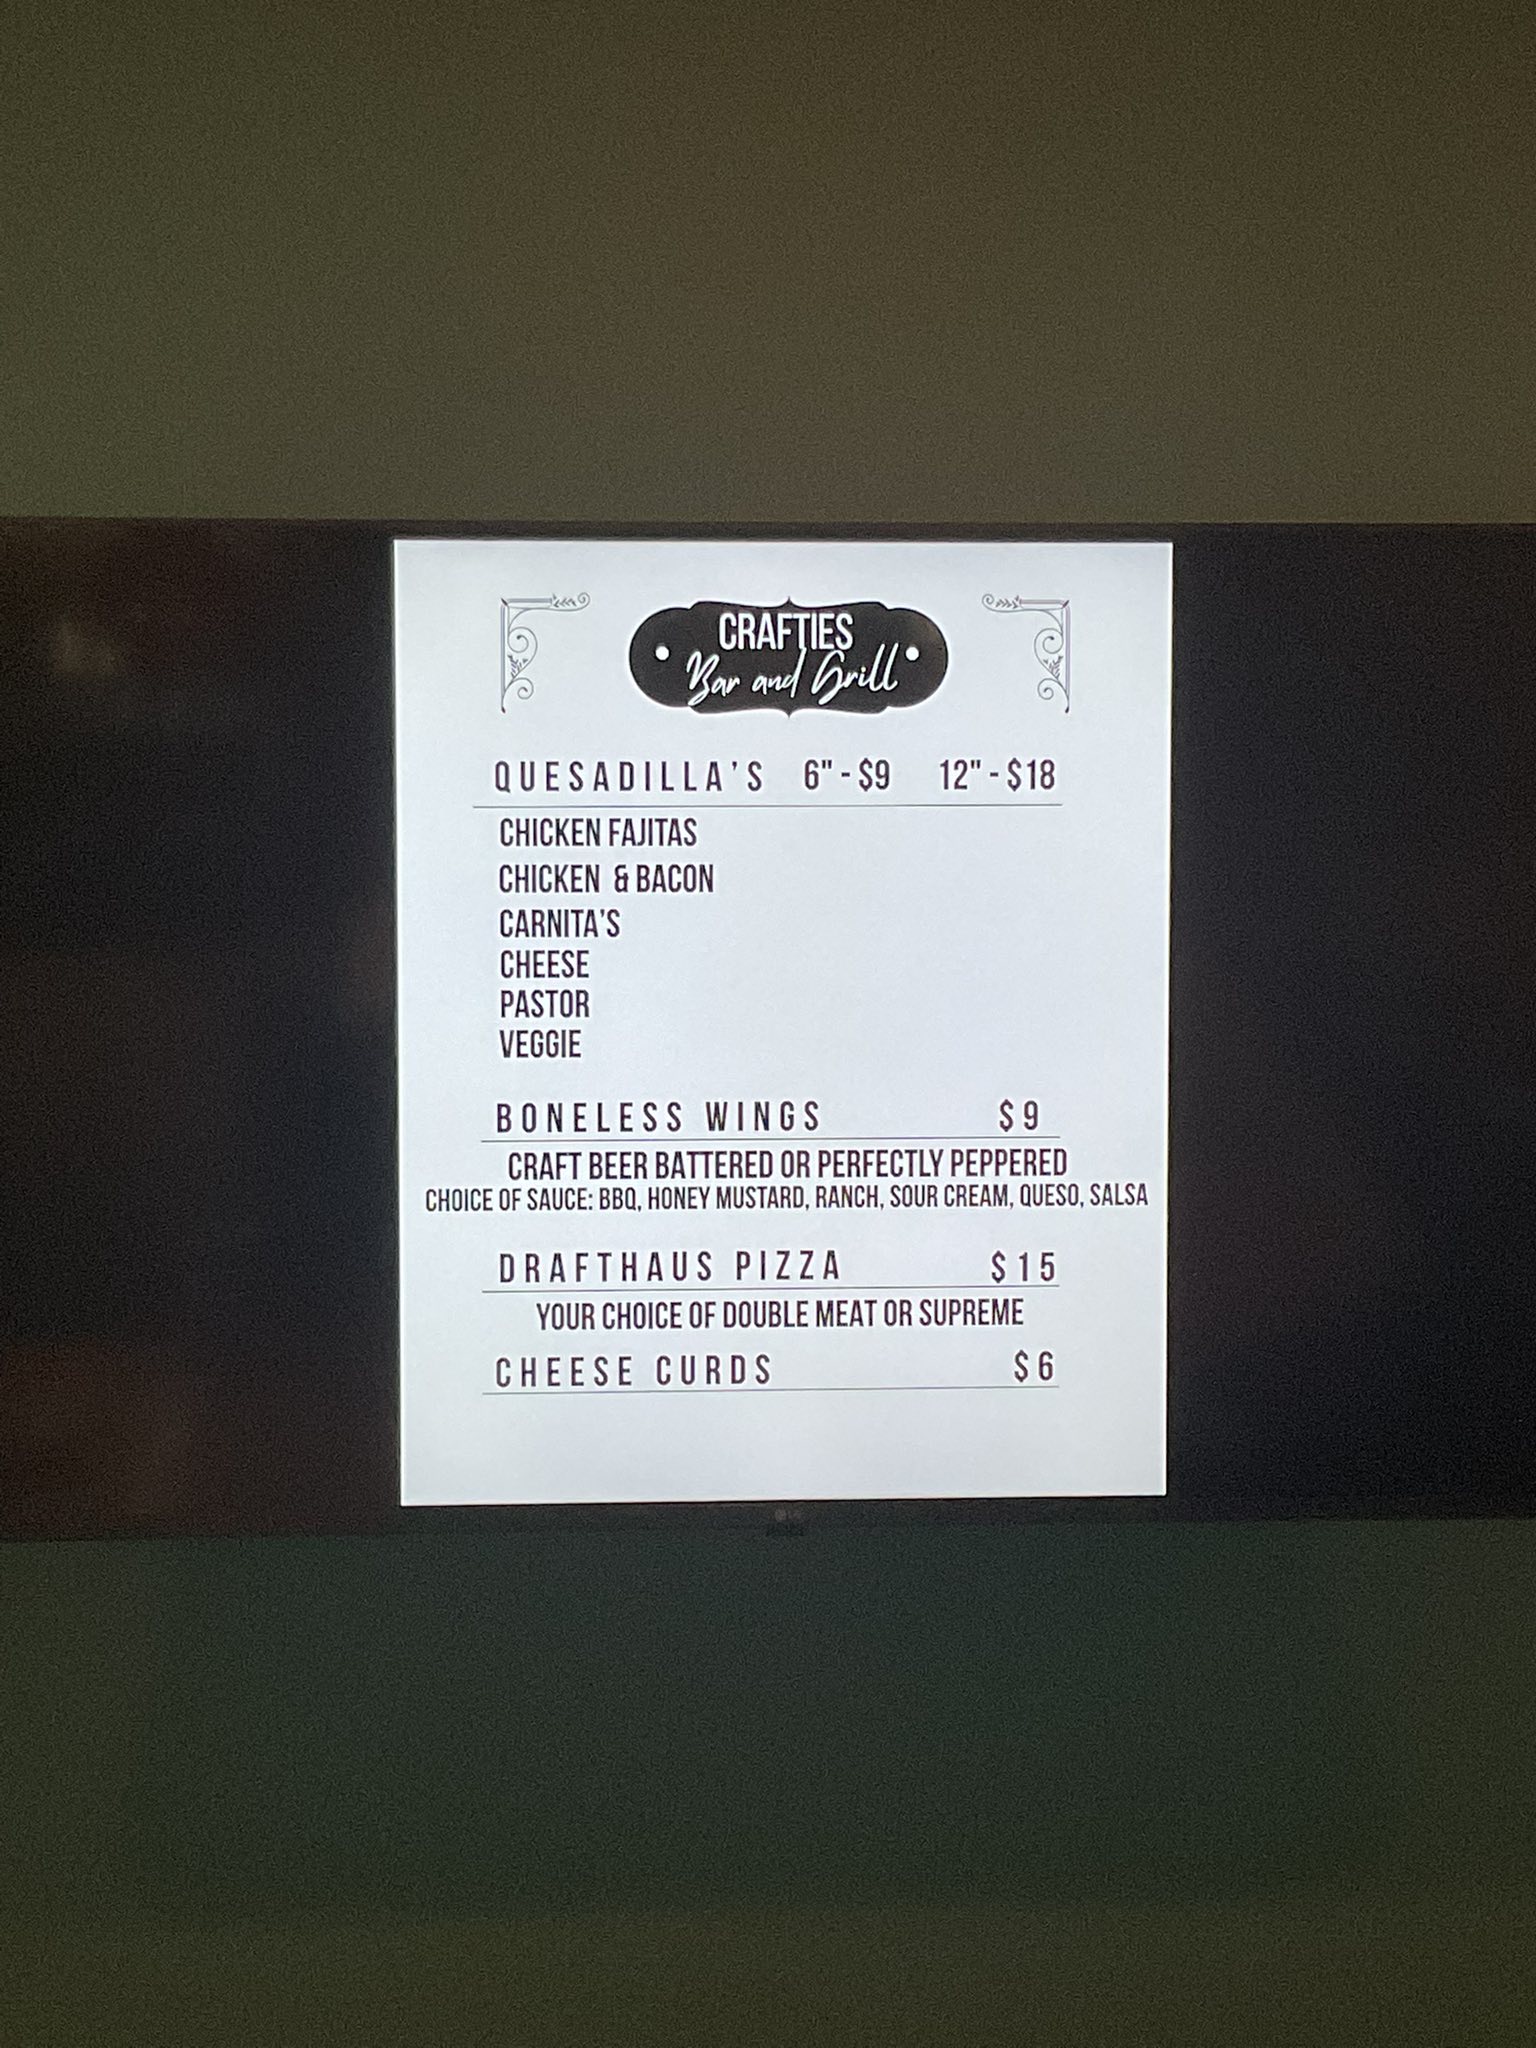 CRAFTIES
Bar and Grill
QUESADILLA'S 6" - $9 12" - $18
CHICKEN FAJITAS
CHICKEN & BACON
CARNITA'S
CHEESE
PASTOR
VEGGIE
BONELESS WINGS $9
CRAFT BEER BATTERED OR PERFECTLY PEPPERED
CHOICE OF SAUCE: BBQ, HONEY MUSTARD, RANCH, SOUR CREAM, QUESO, SALSA
DRAFTHAUS PIZZA $15
YOUR CHOICE OF DOUBLE MEAT OR SUPREME
CHEESE CURDS $6
LG